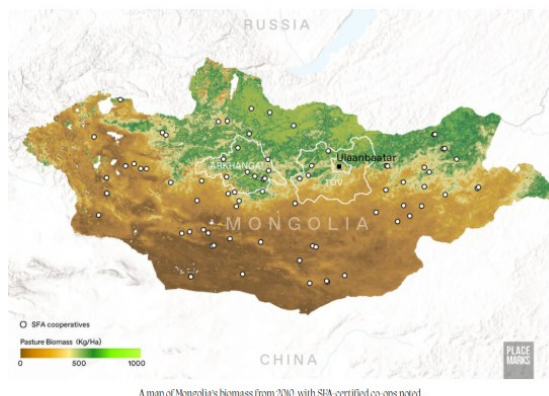 RUSSIA
ARKHANGAI
Ulaanbaatar
TÖV
MONGOLIA
SFA cooperatives
Pasture Biomass (Kg/Ha)
0 500 1000
CHINA
PLACE
MARKS
A map of Mongolia's biomass from 2010, with SFA-certified co-ops noted.